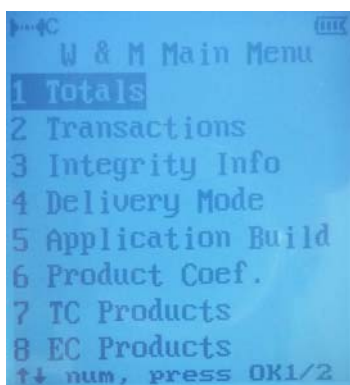 C
W & M Main Menu
1 Totals
2 Transactions
3 Integrity Info
4 Delivery Mode
5 Application Build
6 Product Coef.
7 TC Products
8 EC Products
↑↓ num, press OK1/2